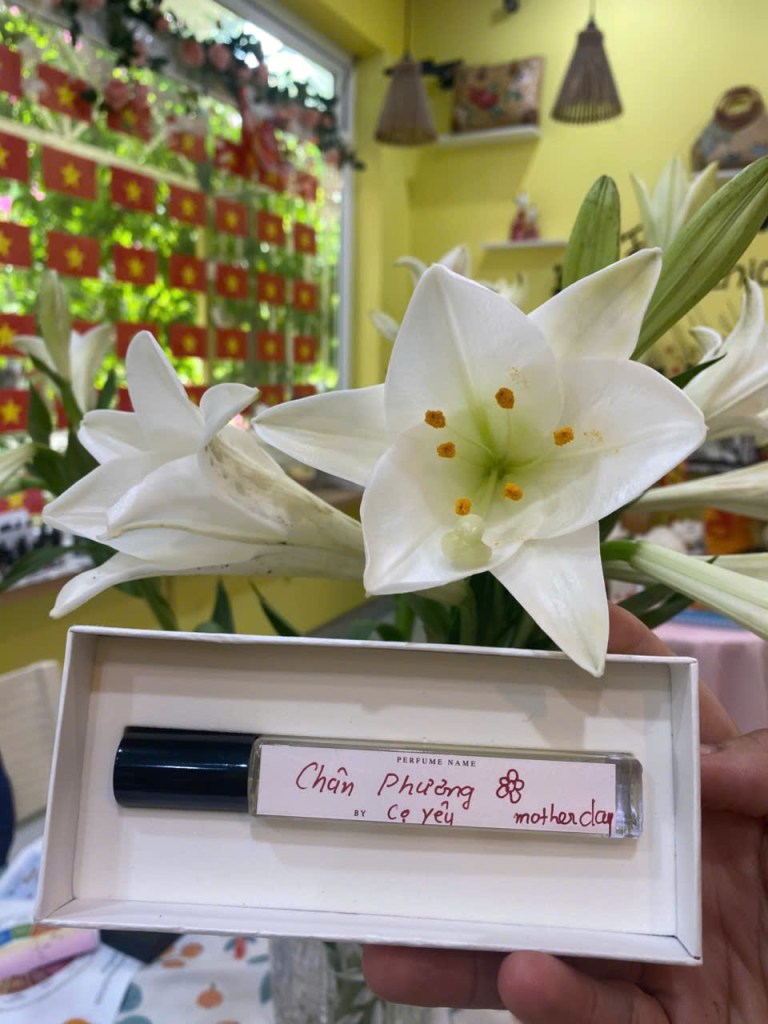 PERFUME NAME
Chân Phương
BY Cọ Yêu motherday